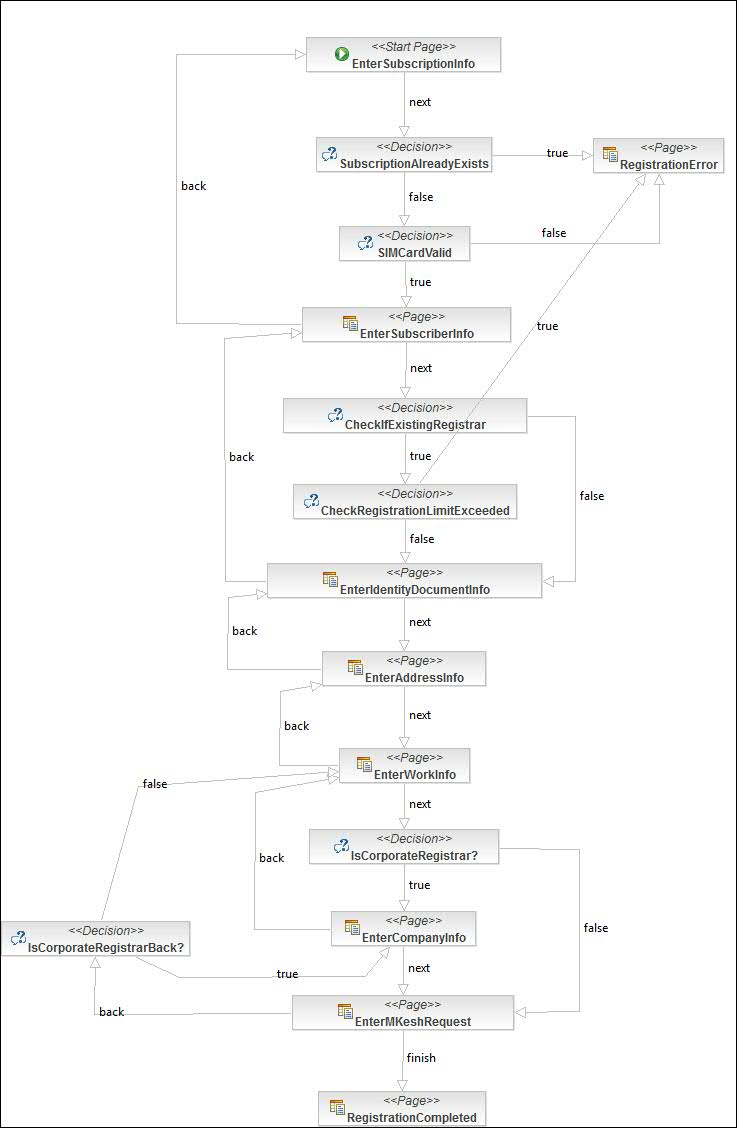 <<Start Page>>
EnterSubscriptionInfo
next
<<Decision>>
SubscriptionAlreadyExists
true
<<Page>>
RegistrationError
back
false
<<Decision>>
SIMCardValid
false
true
<<Page>>
EnterSubscriberInfo
true
next
<<Decision>>
CheckIfExistingRegistrar
back
true
false
<<Decision>>
CheckRegistrationLimitExceeded
false
<<Page>>
EnterIdentityDocumentInfo
next
back
<<Page>>
EnterAddressInfo
next
back
<<Page>>
EnterWorkInfo
false
next
<<Decision>>
IsCorporateRegistrar?
back
true
<<Page>>
EnterCompanyInfo
false
<<Decision>>
IsCorporateRegistrarBack?
true
next
<<Page>>
EnterMKeshRequest
back
finish
<<Page>>
RegistrationCompleted